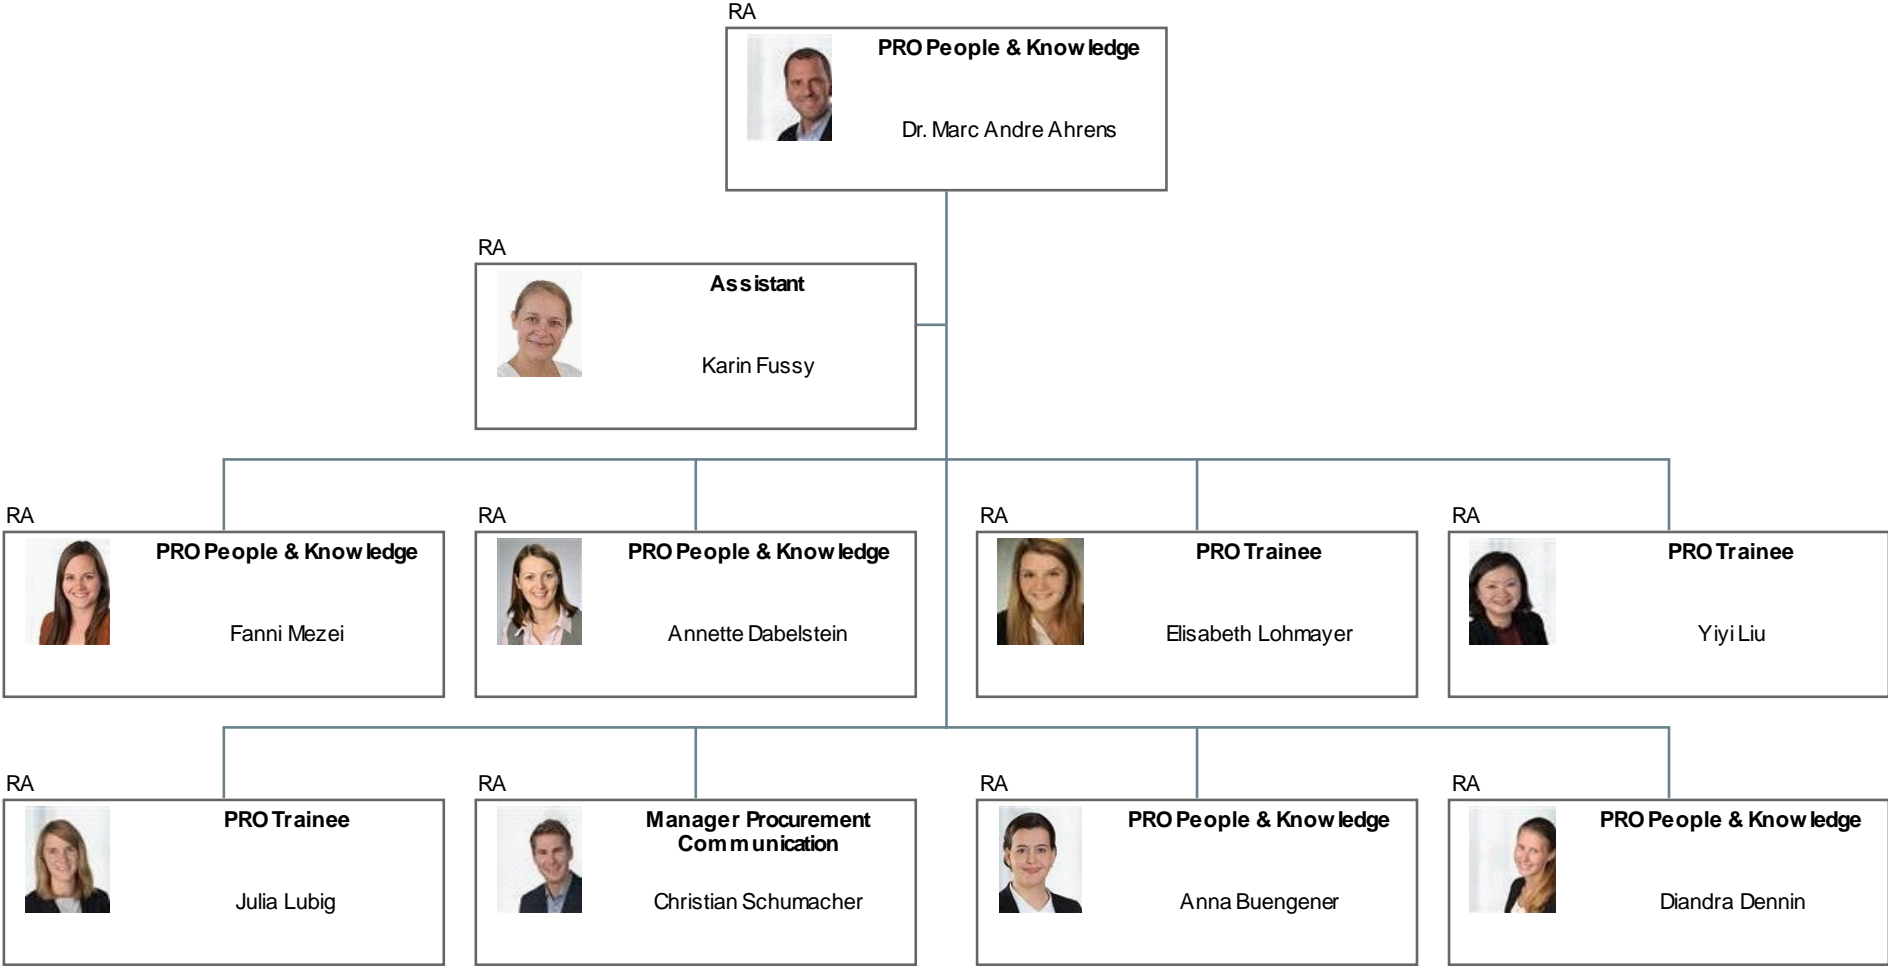 RA
PRO People & Knowledge
Dr. Marc Andre Ahrens
RA
Assistant
Karin Fussy
RA
PRO People & Knowledge
Fanni Mezei
RA
PRO People & Knowledge
Annette Dabelstein
RA
PRO Trainee
Elisabeth Lohmayer
RA
PRO Trainee
Yiyi Liu
RA
PRO Trainee
Julia Lubig
RA
Manager Procurement
Communication
Christian Schumacher
RA
PRO People & Knowledge
Anna Buengener
RA
PRO People & Knowledge
Diandra Dennin